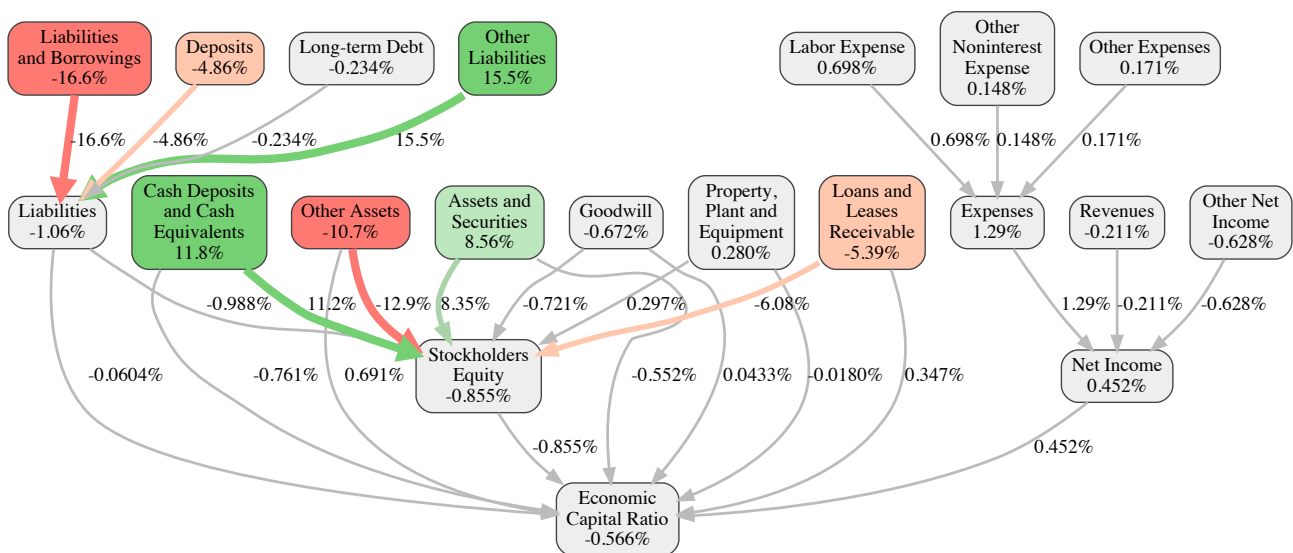 Liabilities
and Borrowings
-16.6%
Deposits
-4.86%
Long-term Debt
-0.234%
Other
Liabilities
15.5%
Labor Expense
0.698%
Other
Noninterest
Expense
0.148%
Other Expenses
0.171%
-16.6%
-4.86%
-0.234%
15.5%
0.698%
0.148%
0.171%
Liabilities
-1.06%
Cash Deposits
and Cash
Equivalents
11.8%
Other Assets
-10.7%
Assets and
Securities
8.56%
Goodwill
-0.672%
Property,
Plant and
Equipment
0.280%
Loans and
Leases
Receivable
-5.39%
Expenses
1.29%
Revenues
-0.211%
Other Net
Income
-0.628%
-0.988%
11.2%
-12.9%
8.35%
-0.721%
0.297%
-6.08%
1.29%
-0.211%
-0.628%
Stockholders
Equity
-0.855%
Net Income
0.452%
-0.0604%
-0.761%
0.691%
-0.552%
0.0433%
-0.0180%
0.347%
-0.855%
0.452%
Economic
Capital Ratio
-0.566%